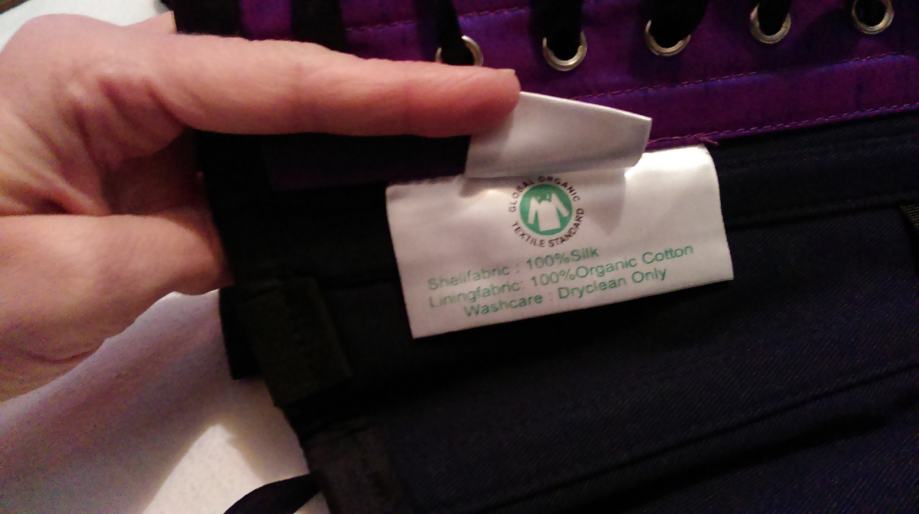 GLOBAL ORGANIC
TEXTILE STANDARD
Shellfabric : 100%Silk
Liningfabric: 100%Organic Cotton
Washcare : Dryclean Only